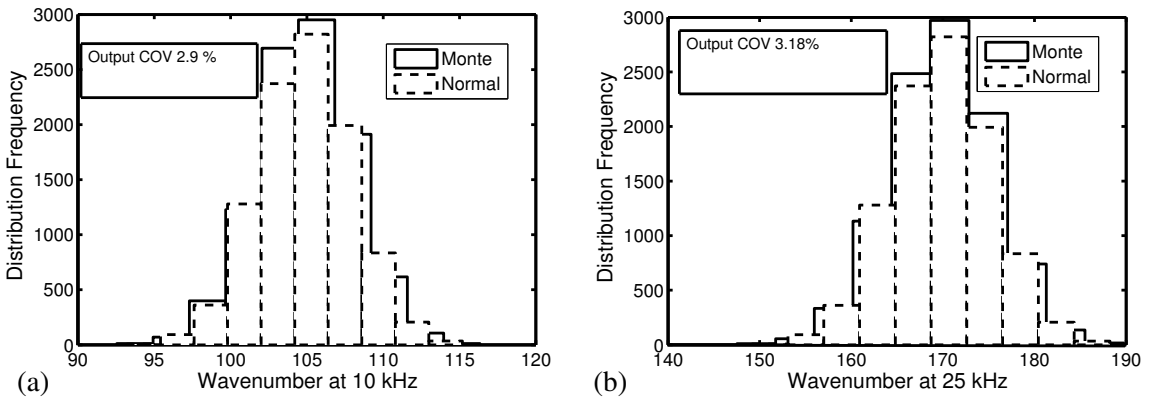 3000
2500
2000
1500
1000
500
0
Distribution Frequency
Output COV 2.9 %
Monte
Normal
90 95 100 105 110 115 120
Wavenumber at 10 kHz
(a)
3000
2500
2000
1500
1000
500
0
Distribution Frequency
Output COV 3.18%
Monte
Normal
140 150 160 170 180 190
Wavenumber at 25 kHz
(b)